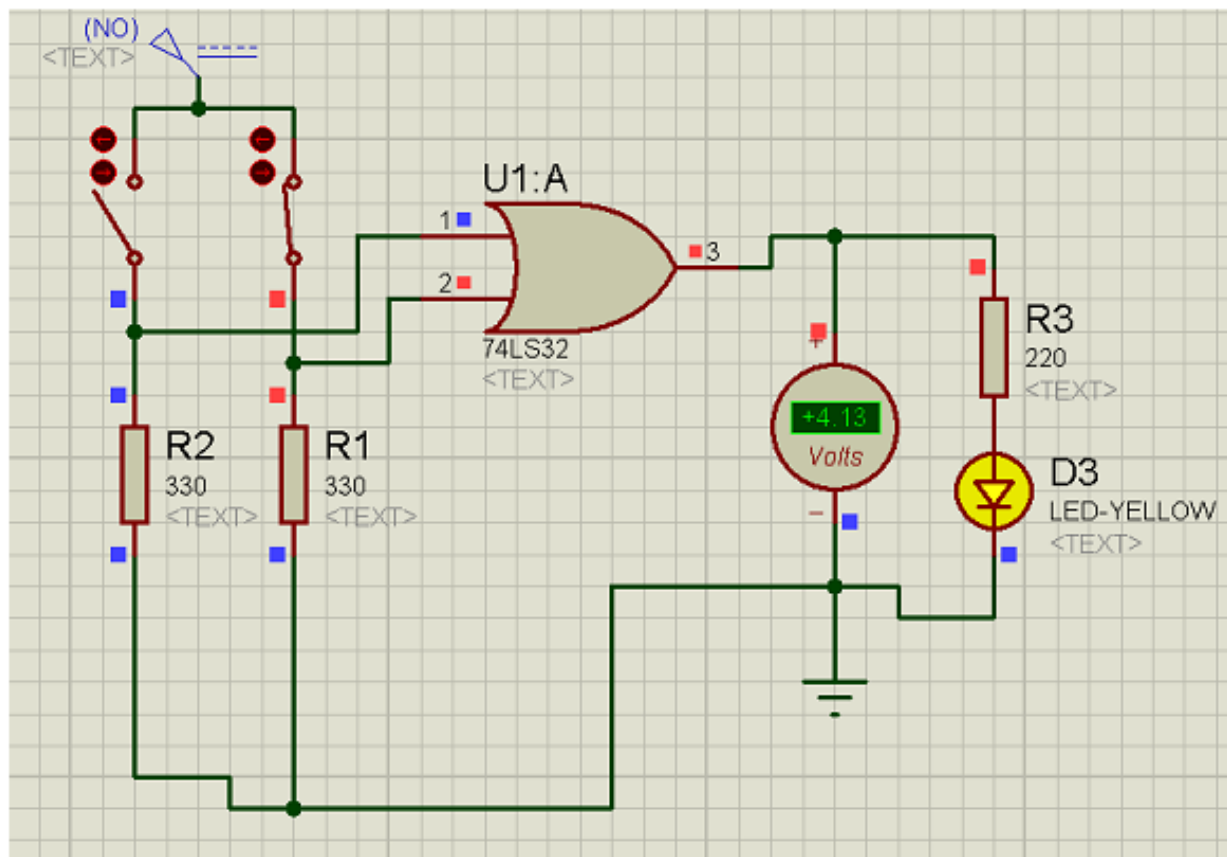 (NO)
<TEXT>
U1:A
1
2
3
74LS32
<TEXT>
R3
220
<TEXT>
+
+4.13
Volts
−
R2
330
<TEXT>
R1
330
<TEXT>
D3
LED-YELLOW
<TEXT>